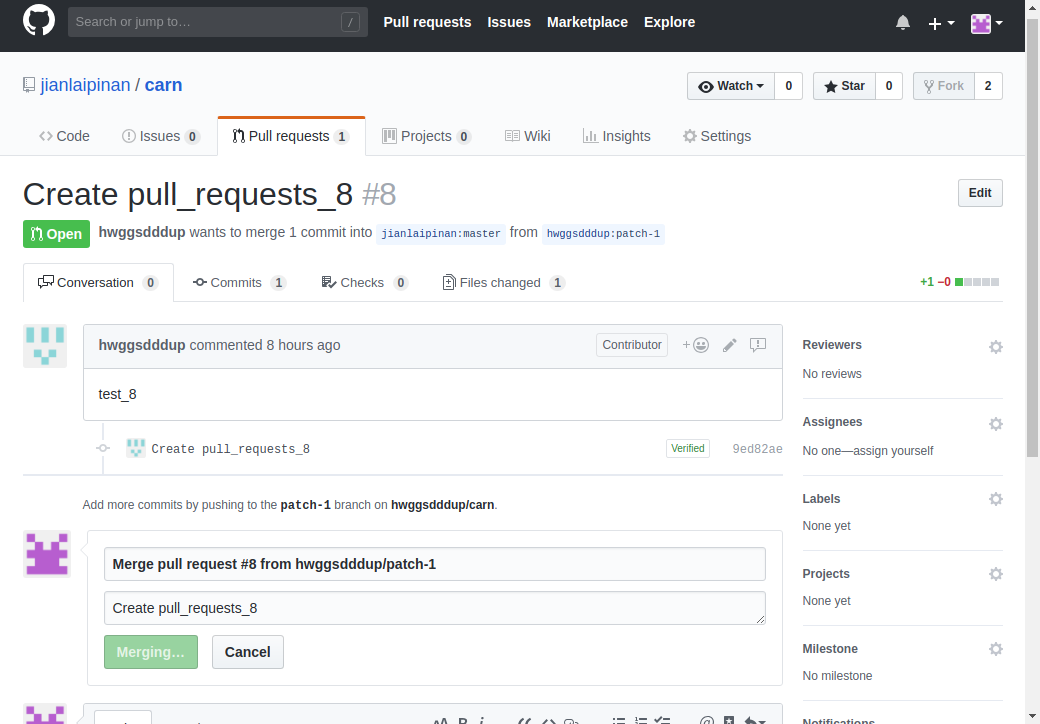 Search or jump to… / Pull requests Issues Marketplace Explore
jianlaipinan / carn Watch 0 Star 0 Fork 2
Code Issues 0 Pull requests 1 Projects 0 Wiki Insights Settings
Create pull_requests_8 #8 Edit
Open hwggsdddup wants to merge 1 commit into jianlaipinan:master from hwggsdddup:patch-1
Conversation 0 Commits 1 Checks 0 Files changed 1 +1 −0
hwggsdddup commented 8 hours ago Contributor +
test_8
Create pull_requests_8 Verified 9ed82ae
Add more commits by pushing to the patch-1 branch on hwggsdddup/carn.
Merge pull request #8 from hwggsdddup/patch-1
Create pull_requests_8
Merging… Cancel
Reviewers
No reviews
Assignees
No one—assign yourself
Labels
None yet
Projects
None yet
Milestone
No milestone
Notifications